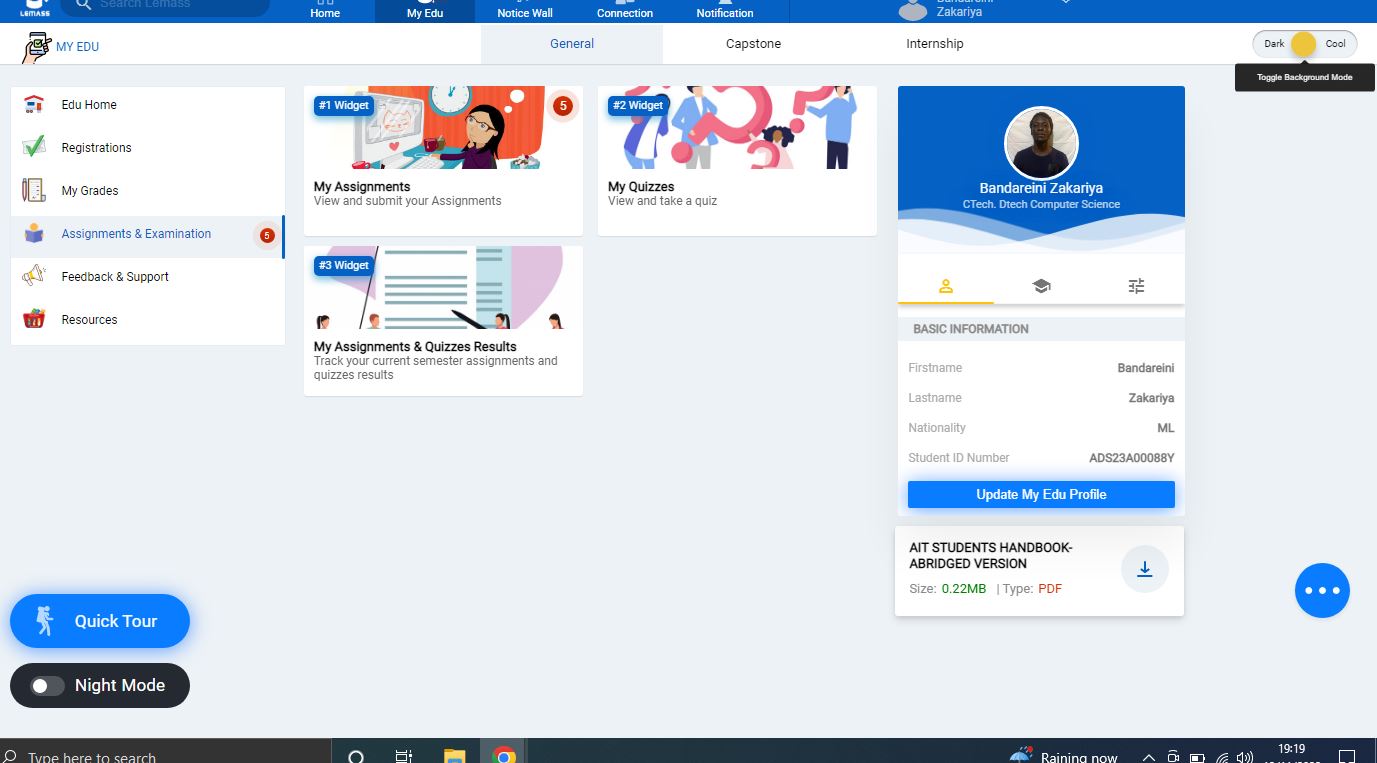 LEMASS
Search Lemass
Home
My Edu
Notice Wall
Connection
Notification
Bandareini
Zakariya
MY EDU
General
Capstone
Internship
Dark
Cool
Toggle Background Mode
Edu Home
Registrations
My Grades
Assignments & Examination
5
Feedback & Support
Resources
#1 Widget
5
My Assignments
View and submit your Assignments
#2 Widget
My Quizzes
View and take a quiz
#3 Widget
My Assignments & Quizzes Results
Track your current semester assignments and
quizzes results
Bandareini Zakariya
CTech. Dtech Computer Science
BASIC INFORMATION
Firstname Bandareini
Lastname Zakariya
Nationality ML
Student ID Number ADS23A00088Y
Update My Edu Profile
AIT STUDENTS HANDBOOK-
ABRIDGED VERSION
Size: 0.22MB | Type: PDF
Quick Tour
Night Mode
Type here to search
Raining now
19:19